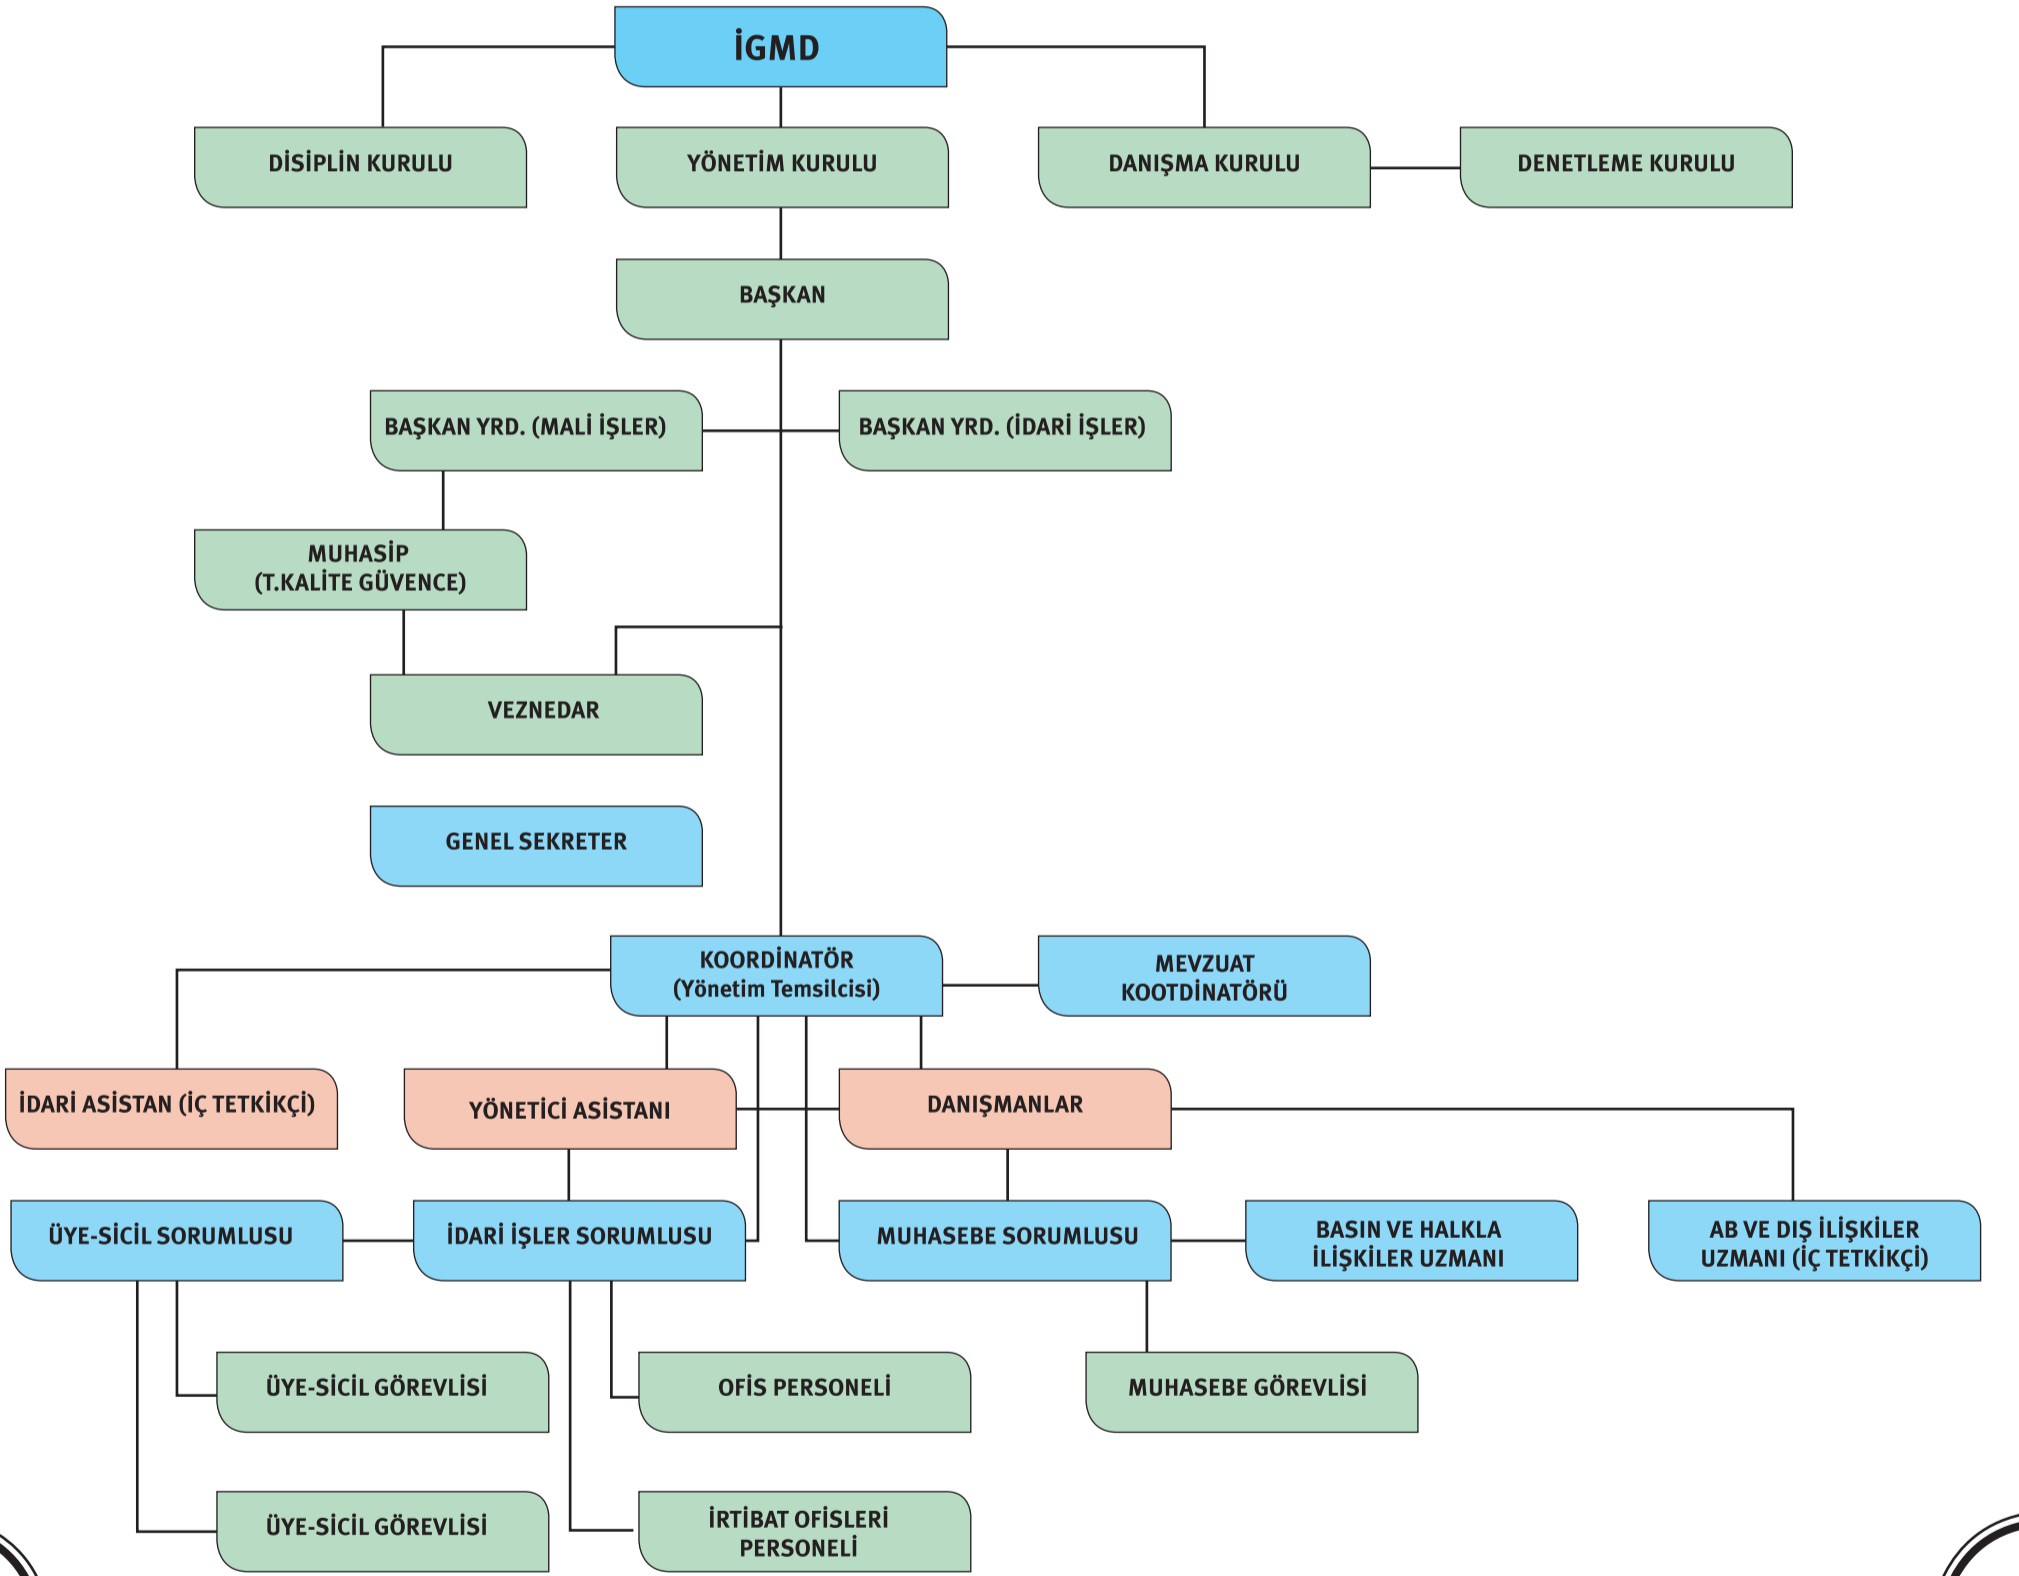 İGMD
DİSİPLİN KURULU
YÖNETİM KURULU
DANIŞMA KURULU
DENETLEME KURULU
BAŞKAN
BAŞKAN YRD. (MALİ İŞLER)
BAŞKAN YRD. (İDARİ İŞLER)
MUHASİP
(T.KALİTE GÜVENCE)
VEZNEDAR
GENEL SEKRETER
KOORDİNATÖR
(Yönetim Temsilcisi)
MEVZUAT
KOOTDİNATÖRÜ
İDARİ ASİSTAN (İÇ TETKİKÇİ)
YÖNETİCİ ASİSTANI
DANIŞMANLAR
ÜYE-SİCİL SORUMLUSU
İDARİ İŞLER SORUMLUSU
MUHASEBE SORUMLUSU
BASIN VE HALKLA
İLİŞKİLER UZMANI
AB VE DIŞ İLİŞKİLER
UZMANI (İÇ TETKİKÇİ)
ÜYE-SİCİL GÖREVLİSİ
OFİS PERSONELİ
MUHASEBE GÖREVLİSİ
ÜYE-SİCİL GÖREVLİSİ
İRTİBAT OFİSLERİ
PERSONELİ